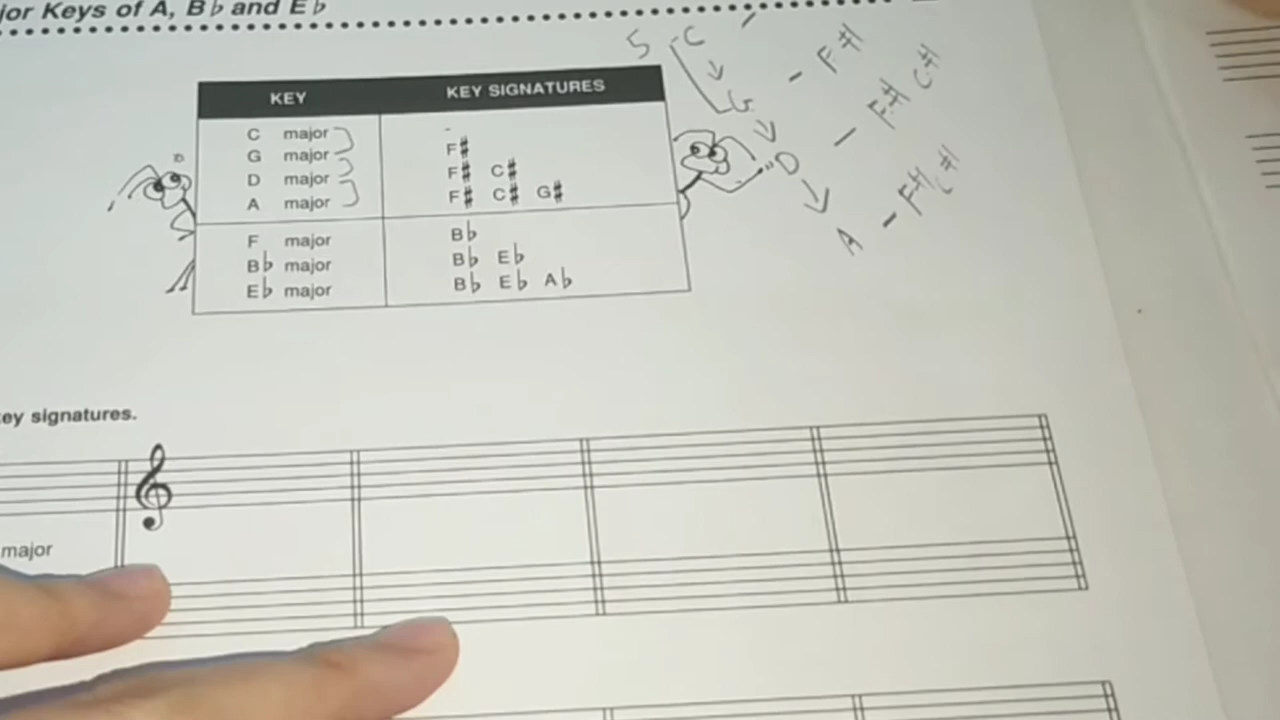 jor Keys of A, B♭ and E♭
KEY KEY SIGNATURES
C major -
G major F♯
D major F♯ C♯
A major F♯ C♯ G♯
F major B♭
B♭ major B♭ E♭
E♭ major B♭ E♭ A♭
5 C -
↓
G - F#
↓
D - F# C#
↓
A - F# C#
ey signatures.
major